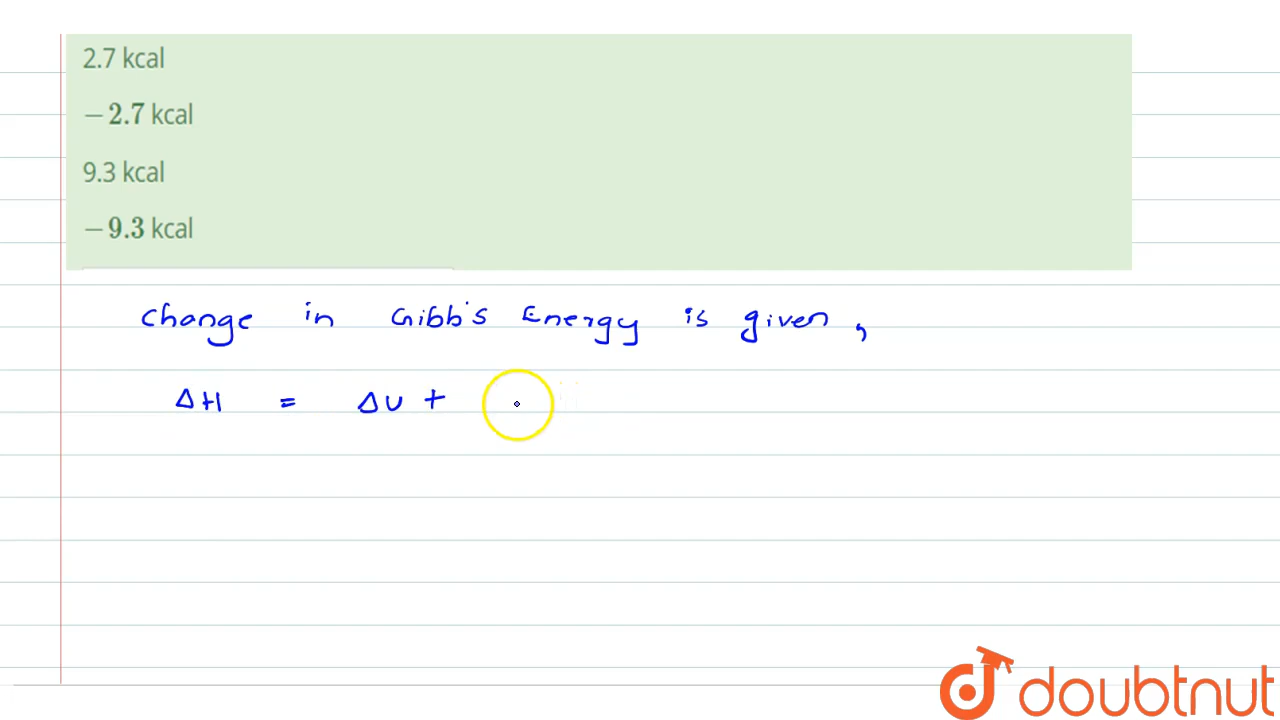 2.7 kcal
−2.7 kcal
9.3 kcal
−9.3 kcal
Change in Gibb's Energy is given,
ΔH = ΔU +
doubtnut